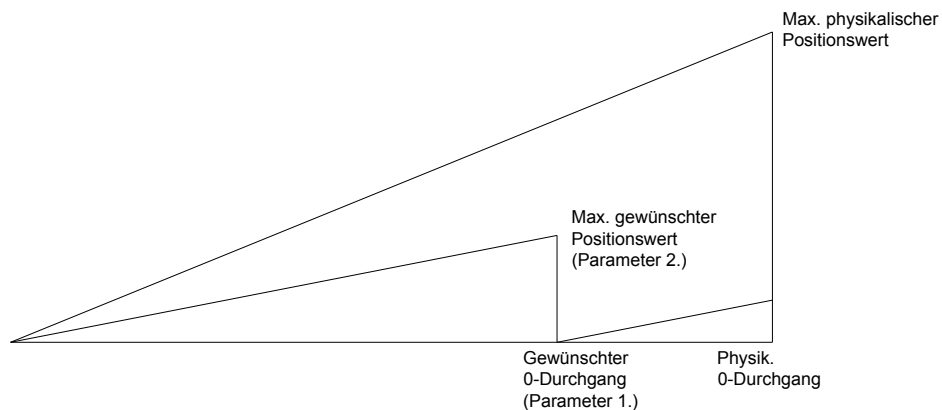 Max. physikalischer
Positionswert
Max. gewünschter
Positionswert
(Parameter 2.)
Gewünschter
0-Durchgang
(Parameter 1.)
Physik.
0-Durchgang